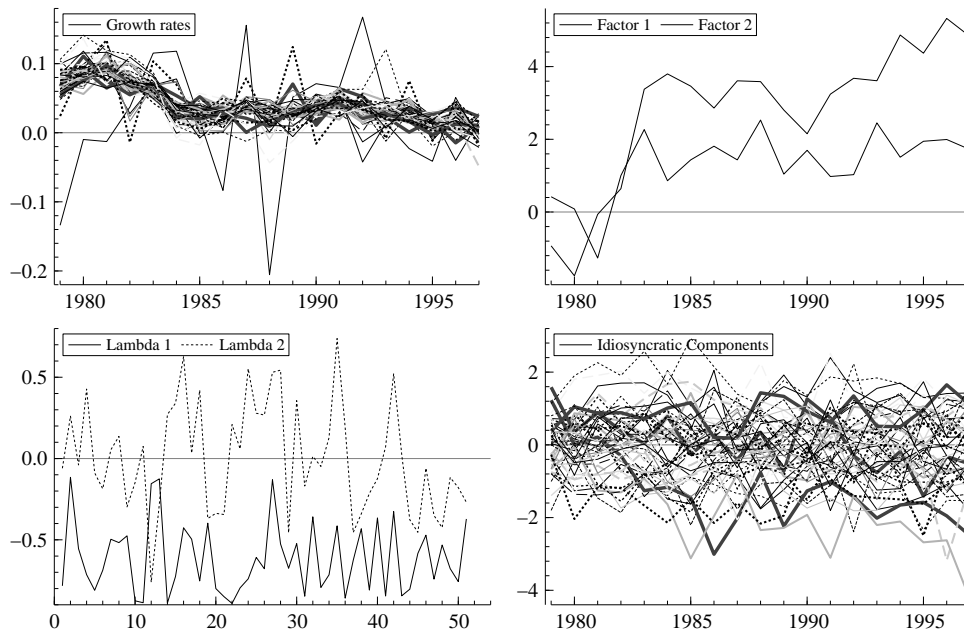 Growth rates
0.1
0.0
−0.1
−0.2
1980 1985 1990 1995
Factor 1 Factor 2
4
2
0
1980 1985 1990 1995
Lambda 1 Lambda 2
0.5
0.0
−0.5
0 10 20 30 40 50
Idiosyncratic Components
2
0
−2
−4
1980 1985 1990 1995